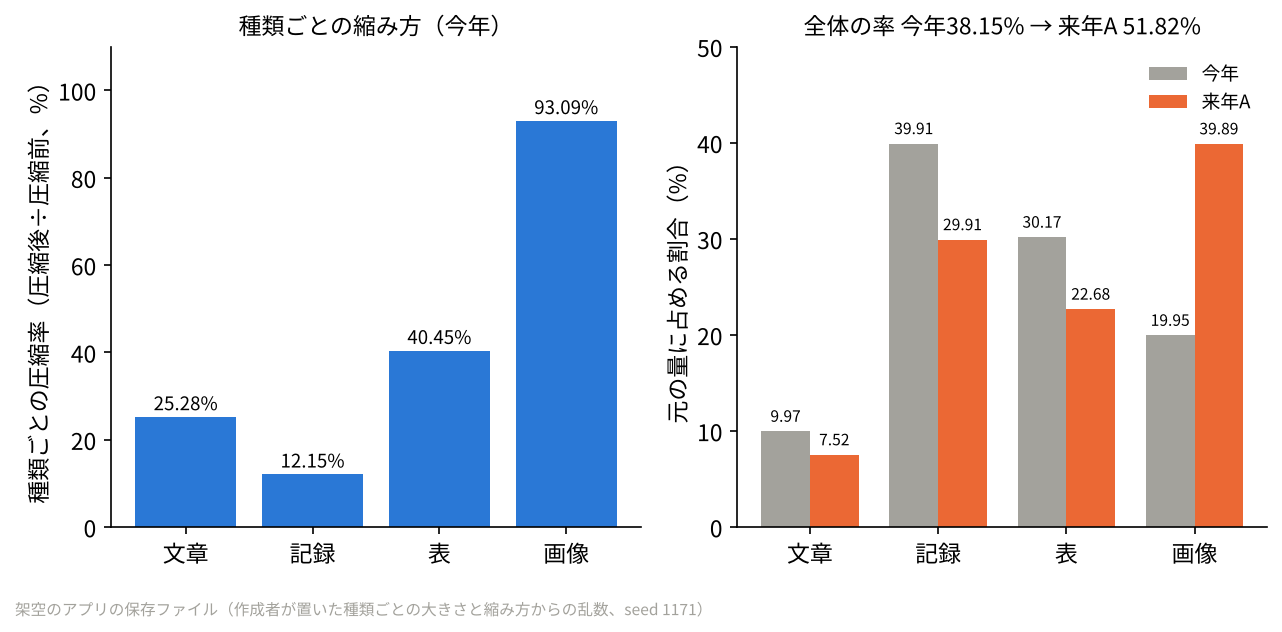 種類ごとの縮み方（今年）
種類ごとの圧縮率（圧縮後÷圧縮前、%）
100
80
60
40
20
0
25.28%
12.15%
40.45%
93.09%
文章
記録
表
画像
全体の率 今年38.15% → 来年A 51.82%
元の量に占める割合（%）
50
40
30
20
10
0
今年
来年A
9.97
7.52
39.91
29.91
30.17
22.68
19.95
39.89
文章
記録
表
画像
架空のアプリの保存ファイル（作成者が置いた種類ごとの大きさと縮み方からの乱数、seed 1171）